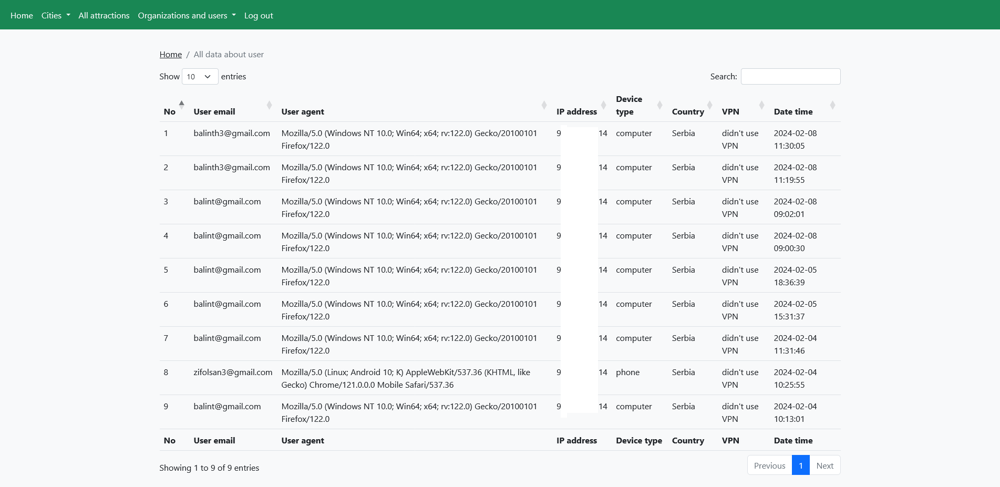 Home Cities All attractions Organizations and users Log out
Home / All data about user
Show 10 entries Search:
Device
No User email User agent IP address type Country VPN Date time
1 balinth3@gmail.com Mozilla/5.0 (Windows NT 10.0; Win64; x64; rv:122.0) Gecko/20100101 9 14 computer Serbia didn't use 2024-02-08
Firefox/122.0 VPN 11:30:05
2 balinth3@gmail.com Mozilla/5.0 (Windows NT 10.0; Win64; x64; rv:122.0) Gecko/20100101 9 14 computer Serbia didn't use 2024-02-08
Firefox/122.0 VPN 11:19:55
3 balint@gmail.com Mozilla/5.0 (Windows NT 10.0; Win64; x64; rv:122.0) Gecko/20100101 9 14 computer Serbia didn't use 2024-02-08
Firefox/122.0 VPN 09:02:01
4 balint@gmail.com Mozilla/5.0 (Windows NT 10.0; Win64; x64; rv:122.0) Gecko/20100101 9 14 computer Serbia didn't use 2024-02-08
Firefox/122.0 VPN 09:00:30
5 balint@gmail.com Mozilla/5.0 (Windows NT 10.0; Win64; x64; rv:122.0) Gecko/20100101 9 14 computer Serbia didn't use 2024-02-05
Firefox/122.0 VPN 18:36:39
6 balint@gmail.com Mozilla/5.0 (Windows NT 10.0; Win64; x64; rv:122.0) Gecko/20100101 9 14 computer Serbia didn't use 2024-02-05
Firefox/122.0 VPN 15:31:37
7 balint@gmail.com Mozilla/5.0 (Windows NT 10.0; Win64; x64; rv:122.0) Gecko/20100101 9 14 computer Serbia didn't use 2024-02-04
Firefox/122.0 VPN 11:31:46
8 zifolsan3@gmail.com Mozilla/5.0 (Linux; Android 10; K) AppleWebKit/537.36 (KHTML, like 9 14 phone Serbia didn't use 2024-02-04
Gecko) Chrome/121.0.0.0 Mobile Safari/537.36 VPN 10:25:55
9 balint@gmail.com Mozilla/5.0 (Windows NT 10.0; Win64; x64; rv:122.0) Gecko/20100101 9 14 computer Serbia didn't use 2024-02-04
Firefox/122.0 VPN 10:13:01
No User email User agent IP address Device type Country VPN Date time
Showing 1 to 9 of 9 entries Previous 1 Next